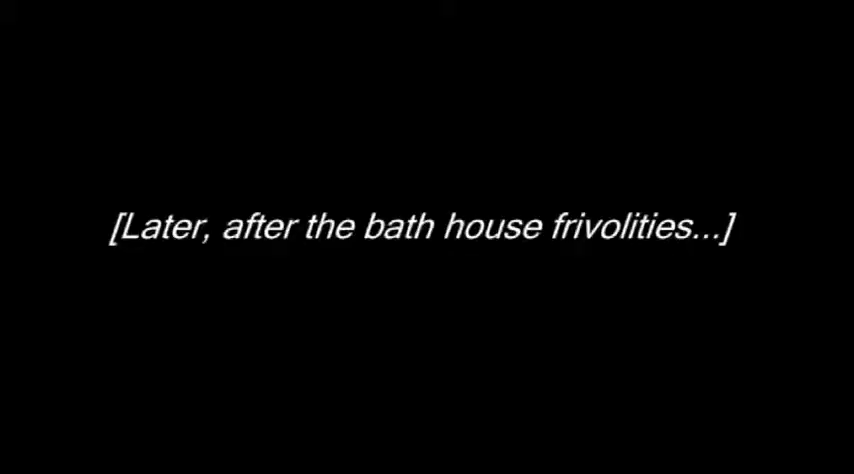 [Later, after the bath house frivolities...]